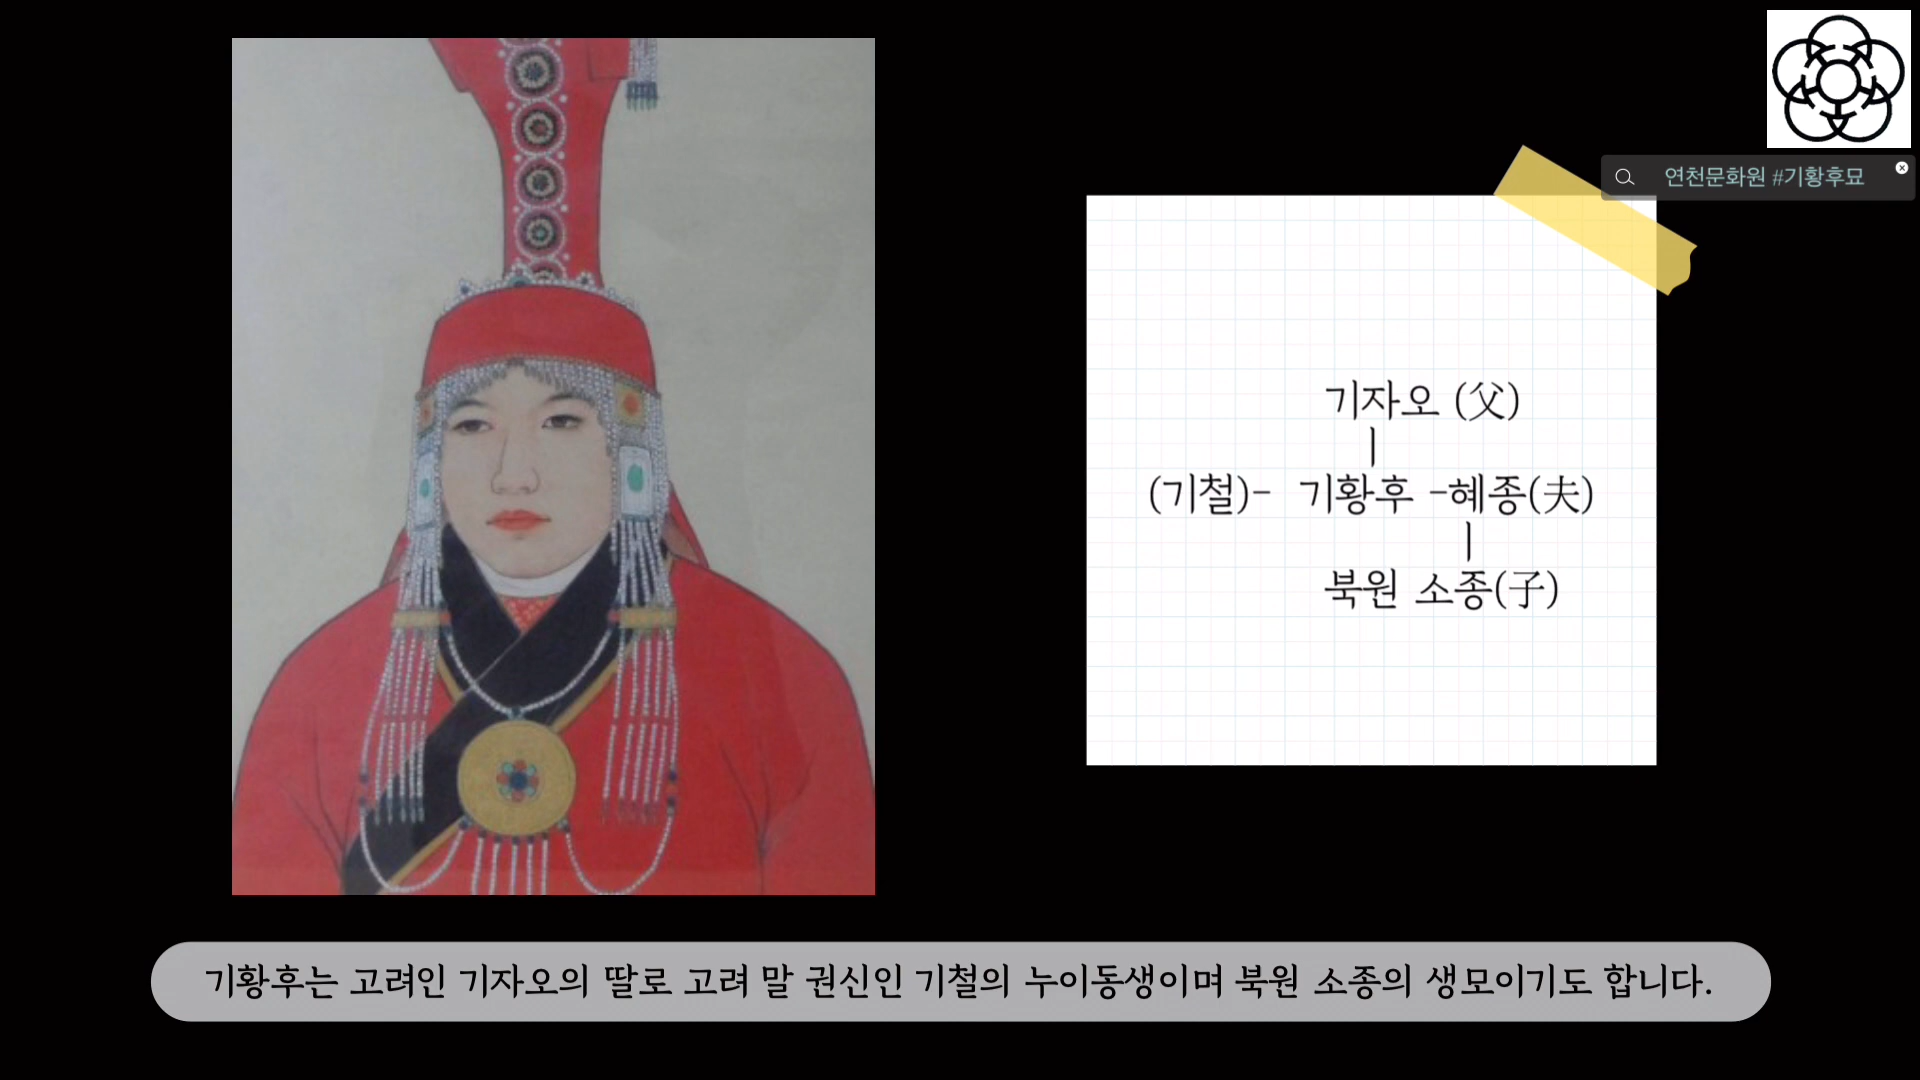 연천문화원 #기황후묘
기자오 (父)
|
(기철)- 기황후 -혜종(夫)
|
북원 소종(子)
기황후는 고려인 기자오의 딸로 고려 말 권신인 기철의 누이동생이며 북원 소종의 생모이기도 합니다.